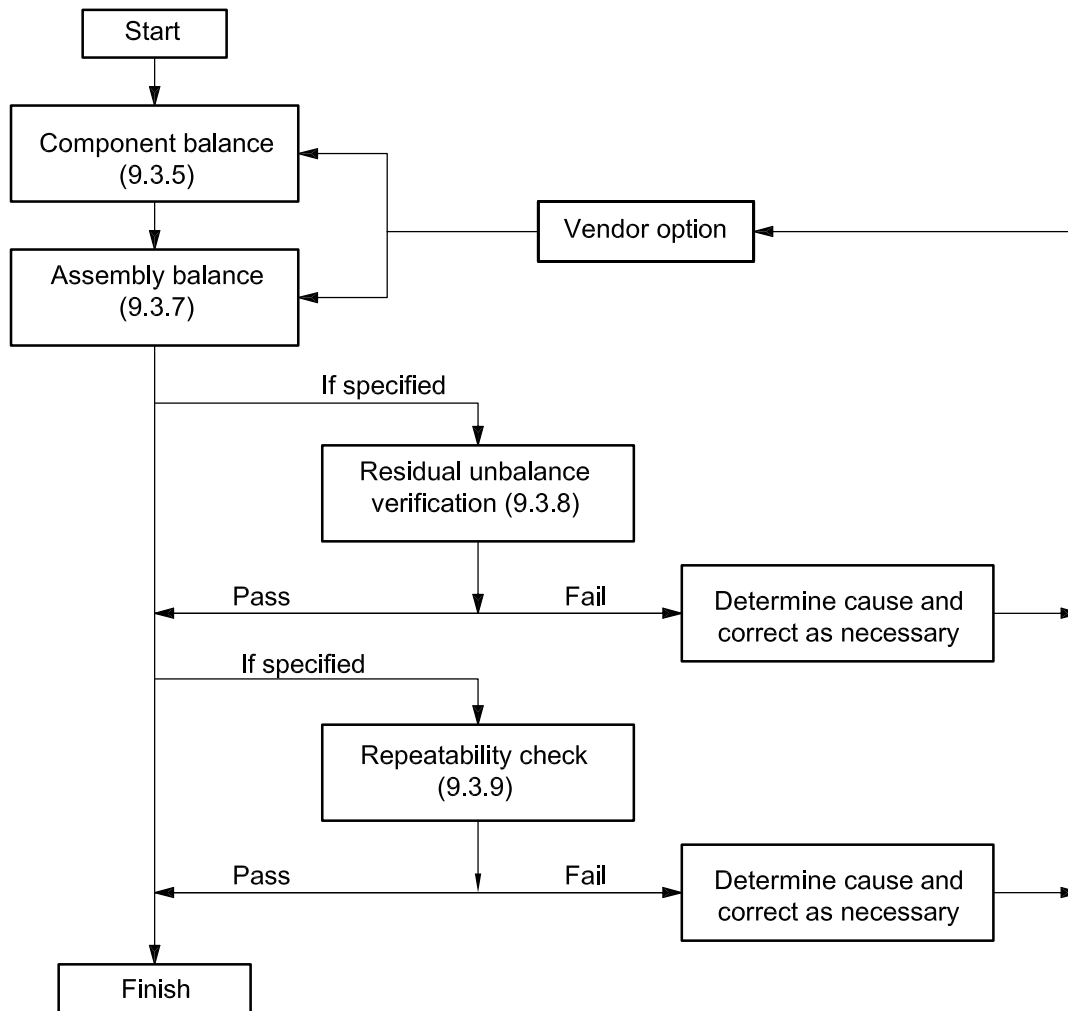 Start
Component balance
(9.3.5)
Vendor option
Assembly balance
(9.3.7)
If specified
Residual unbalance
verification (9.3.8)
Pass
Fail
Determine cause and
correct as necessary
If specified
Repeatability check
(9.3.9)
Pass
Fail
Determine cause and
correct as necessary
Finish